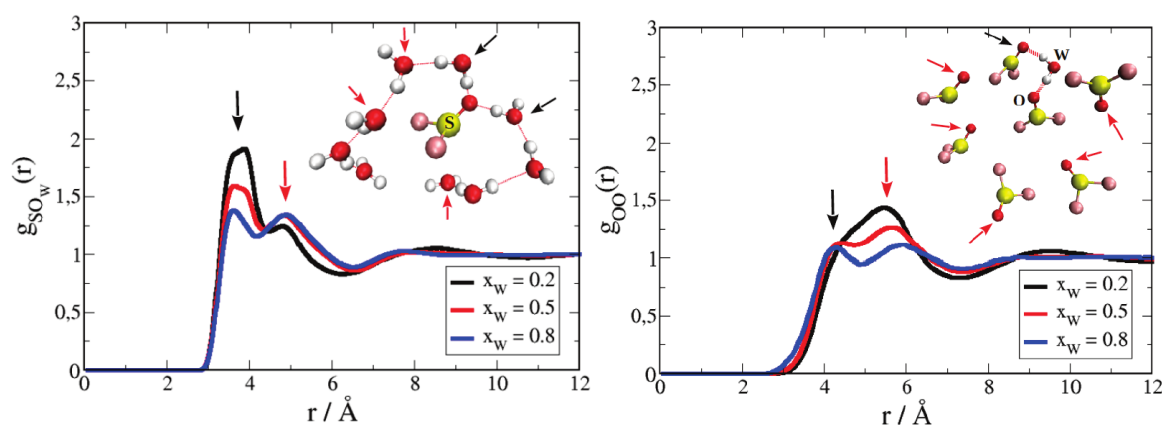 g_SO_W(r)
3
2,5
2
1,5
1
0,5
0
S
x_W = 0.2
x_W = 0.5
x_W = 0.8
0 2 4 6 8 10 12
r / Å
g_OO(r)
3
2,5
2
1,5
1
0,5
0
W
O
x_W = 0.2
x_W = 0.5
x_W = 0.8
0 2 4 6 8 10 12
r / Å